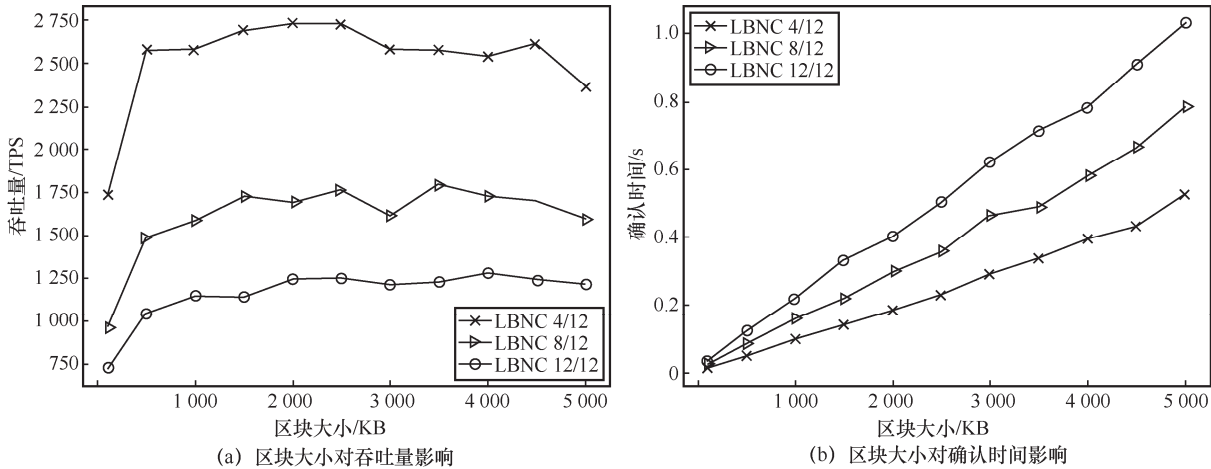 2 750
2 500
2 250
2 000
1 750
1 500
1 250
1 000
750
吞吐量/TPS
LBNC 4/12
LBNC 8/12
LBNC 12/12
1 000 2 000 3 000 4 000 5 000
区块大小/KB
(a) 区块大小对吞吐量影响
LBNC 4/12
LBNC 8/12
LBNC 12/12
1.0
0.8
0.6
0.4
0.2
0
确认时间/s
1 000 2 000 3 000 4 000 5 000
区块大小/KB
(b) 区块大小对确认时间影响